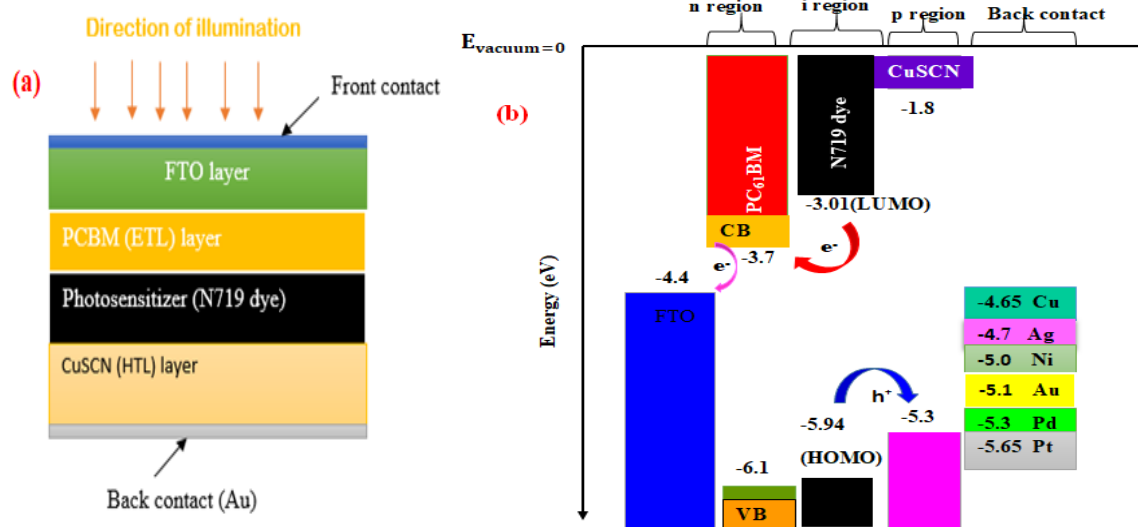 Direction of illumination
(a)
Front contact
FTO layer
PCBM (ETL) layer
Photosensitizer (N719 dye)
CuSCN (HTL) layer
Back contact (Au)
n region
i region
p region
Back contact
E vacuum=0
(b)
Energy (eV)
PC61BM
N719 dye
CuSCN
-1.8
-3.01(LUMO)
CB
-3.7
e-
e-
-4.4
FTO
-4.65 Cu
-4.7 Ag
-5.0 Ni
-5.1 Au
-5.3 Pd
-5.65 Pt
h+
-5.3
-5.94
(HOMO)
-6.1
VB